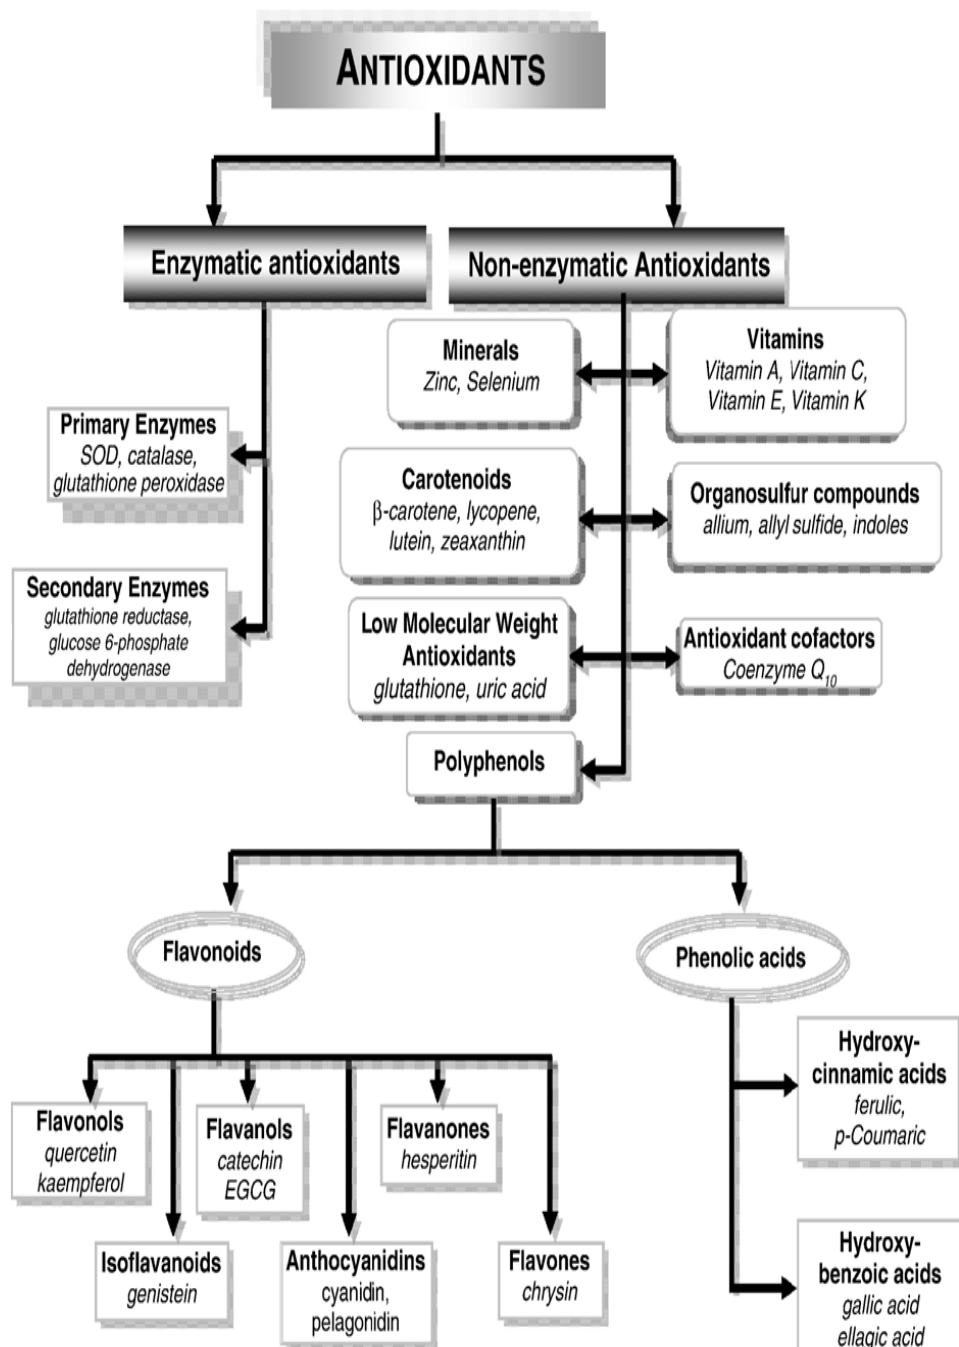 ANTIOXIDANTS
Enzymatic antioxidants
Non-enzymatic Antioxidants
Minerals
Zinc, Selenium
Vitamins
Vitamin A, Vitamin C,
Vitamin E, Vitamin K
Primary Enzymes
SOD, catalase,
glutathione peroxidase
Carotenoids
β-carotene, lycopene,
lutein, zeaxanthin
Organosulfur compounds
allium, allyl sulfide, indoles
Secondary Enzymes
glutathione reductase,
glucose 6-phosphate
dehydrogenase
Low Molecular Weight
Antioxidants
glutathione, uric acid
Antioxidant cofactors
Coenzyme Q10
Polyphenols
Flavonoids
Phenolic acids
Flavonols
quercetin
kaempferol
Flavanols
catechin
EGCG
Flavanones
hesperitin
Isoflavanoids
genistein
Anthocyanidins
cyanidin,
pelagonidin
Flavones
chrysin
Hydroxy-
cinnamic acids
ferulic,
p-Coumaric
Hydroxy-
benzoic acids
gallic acid
ellagic acid